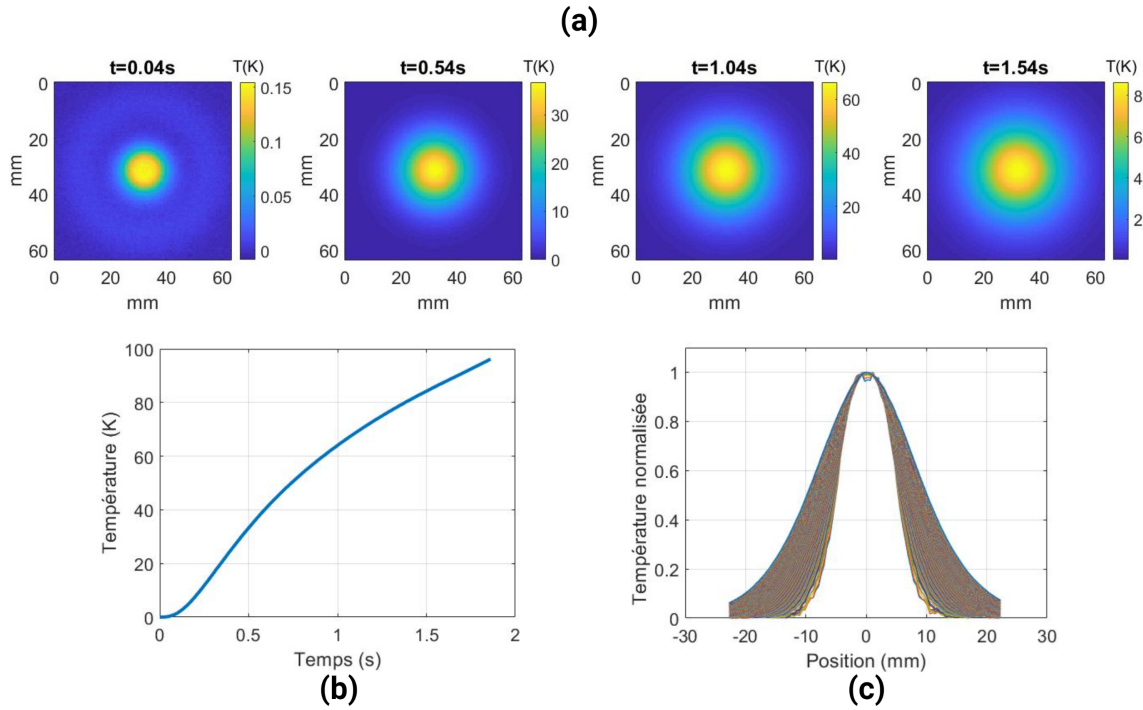 (a)
t=0.04s
T(K)
t=0.54s
T(K)
t=1.04s
T(K)
t=1.54s
T(K)
0
20
40
60
mm
0 20 40 60
mm
0.15
0.1
0.05
0
0
20
40
60
mm
0 20 40 60
mm
30
20
10
0
0
20
40
60
mm
0 20 40 60
mm
60
40
20
0
20
40
60
mm
0 20 40 60
mm
8
6
4
2
100
80
60
40
20
0
Température (K)
0 0.5 1 1.5 2
Temps (s)
(b)
1
0.8
0.6
0.4
0.2
0
Température normalisée
-30 -20 -10 0 10 20 30
Position (mm)
(c)